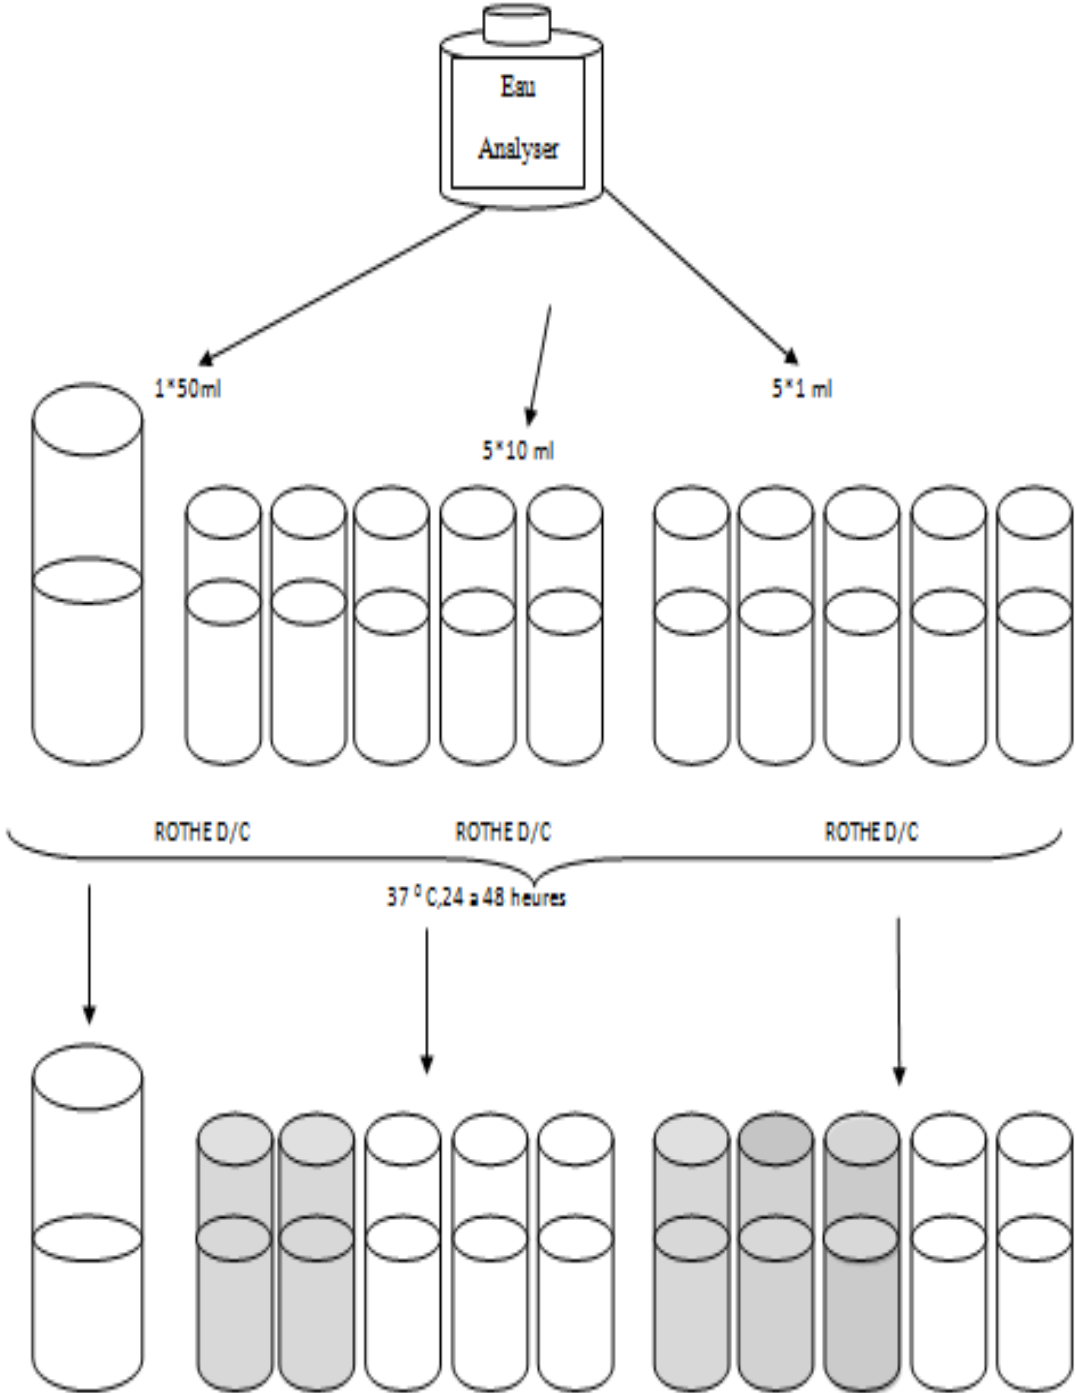 Eau
Analyser
1*50ml
5*1 ml
5*10 ml
ROTHE D/C
ROTHE D/C
ROTHE D/C
37 ⁰ C,24 a 48 heures